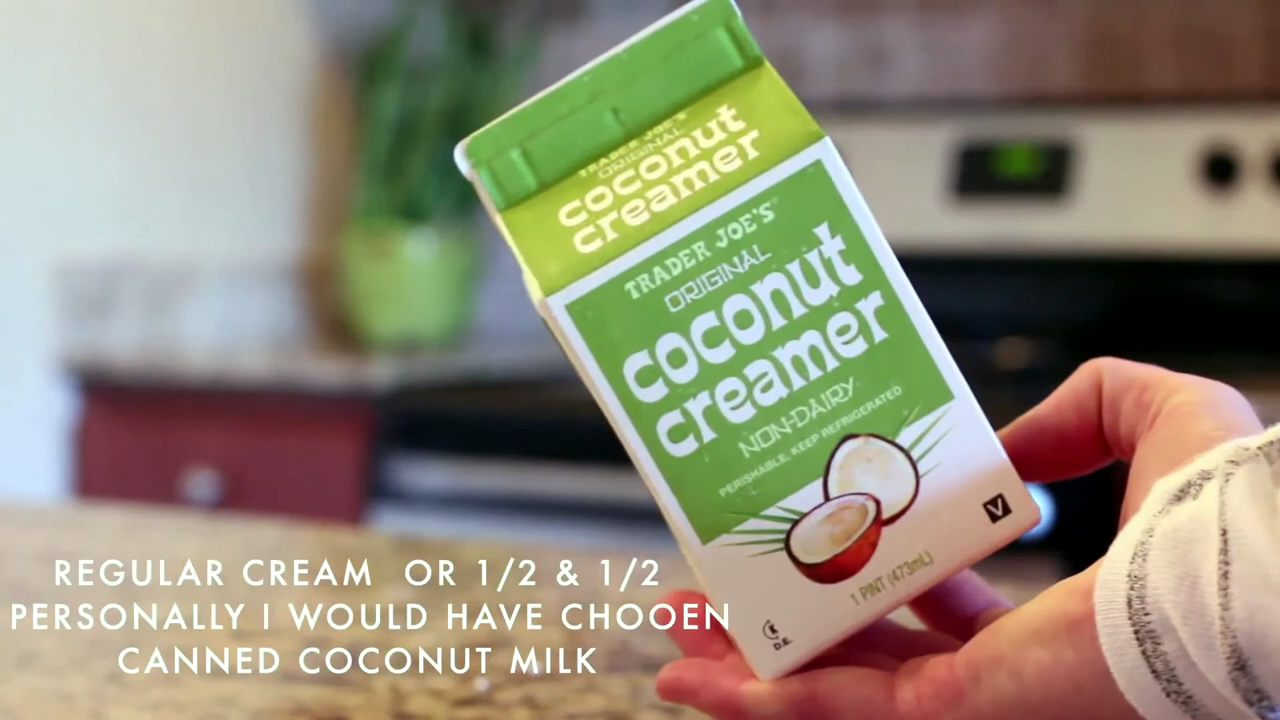 TRADER JOE'S
ORIGINAL
coconut
creamer
TRADER JOE'S
ORIGINAL
coconut
creamer
NON-DAIRY
PERISHABLE, KEEP REFRIGERATED
V
1 PINT (473mL)
K
D.E.
REGULAR CREAM OR 1/2 & 1/2
PERSONALLY I WOULD HAVE CHOOEN
CANNED COCONUT MILK